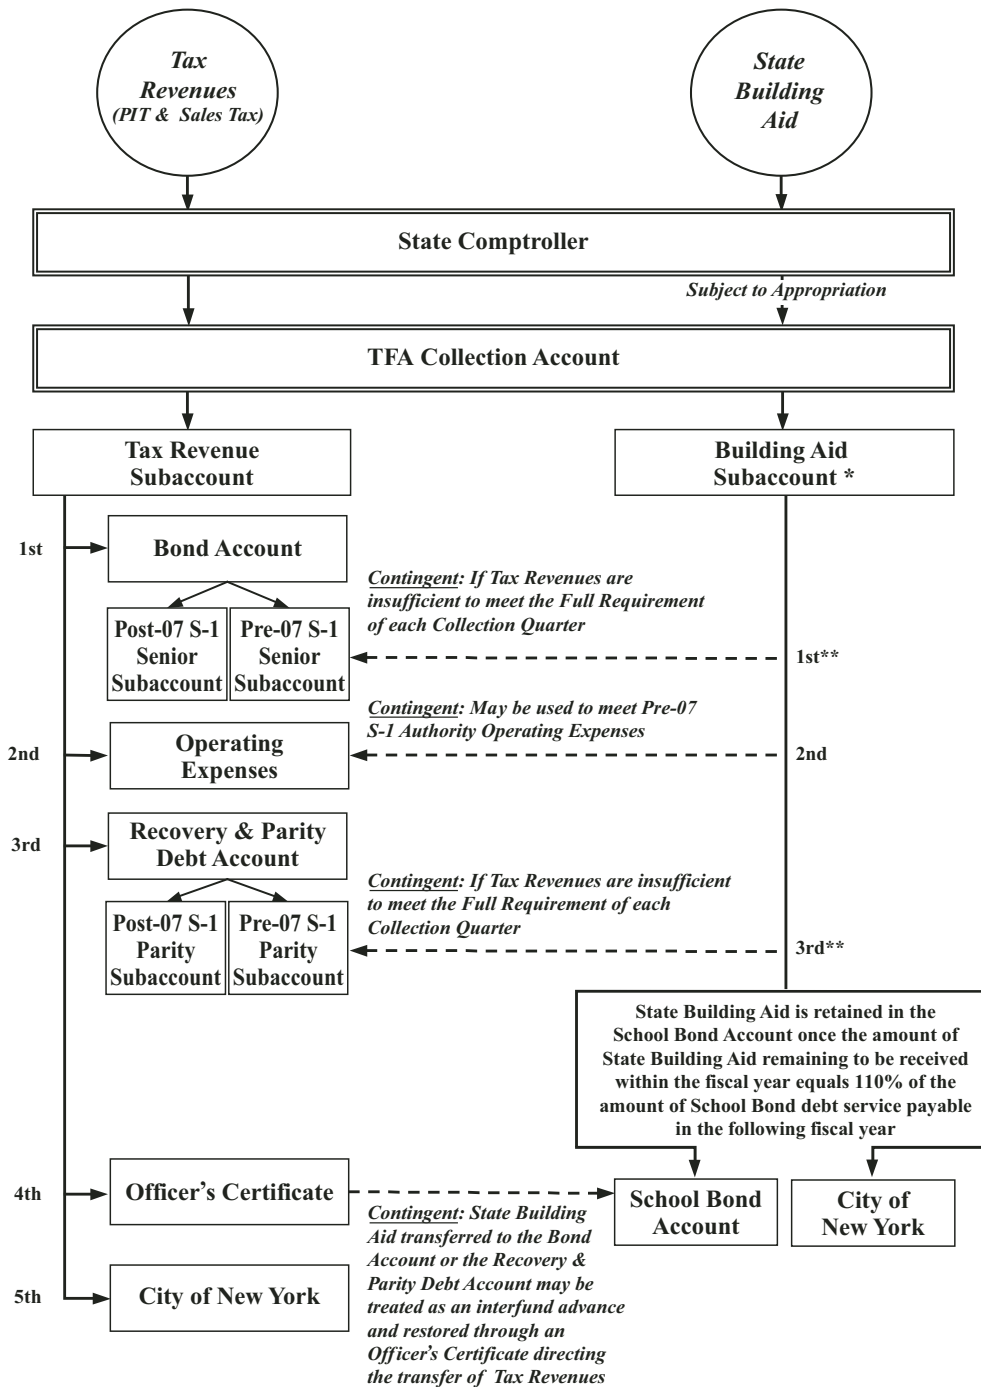 Tax
Revenues
(PIT & Sales Tax)
State
Building
Aid
State Comptroller
Subject to Appropriation
TFA Collection Account
Tax Revenue
Subaccount
Building Aid
Subaccount *
1st
Bond Account
Contingent: If Tax Revenues are
insufficient to meet the Full Requirement
of each Collection Quarter
Post-07 S-1
Senior
Subaccount
Pre-07 S-1
Senior
Subaccount
1st**
Contingent: May be used to meet Pre-07
S-1 Authority Operating Expenses
2nd
Operating
Expenses
2nd
3rd
Recovery & Parity
Debt Account
Contingent: If Tax Revenues are insufficient
to meet the Full Requirement of each
Collection Quarter
Post-07 S-1
Parity
Subaccount
Pre-07 S-1
Parity
Subaccount
3rd**
State Building Aid is retained in the
School Bond Account once the amount of
State Building Aid remaining to be received
within the fiscal year equals 110% of the
amount of School Bond debt service payable
in the following fiscal year
4th
Officer's Certificate
School Bond
Account
City of
New York
Contingent: State Building
Aid transferred to the Bond
Account or the Recovery &
Parity Debt Account may be
treated as an interfund advance
and restored through an
Officer's Certificate directing
the transfer of Tax Revenues
5th
City of New York